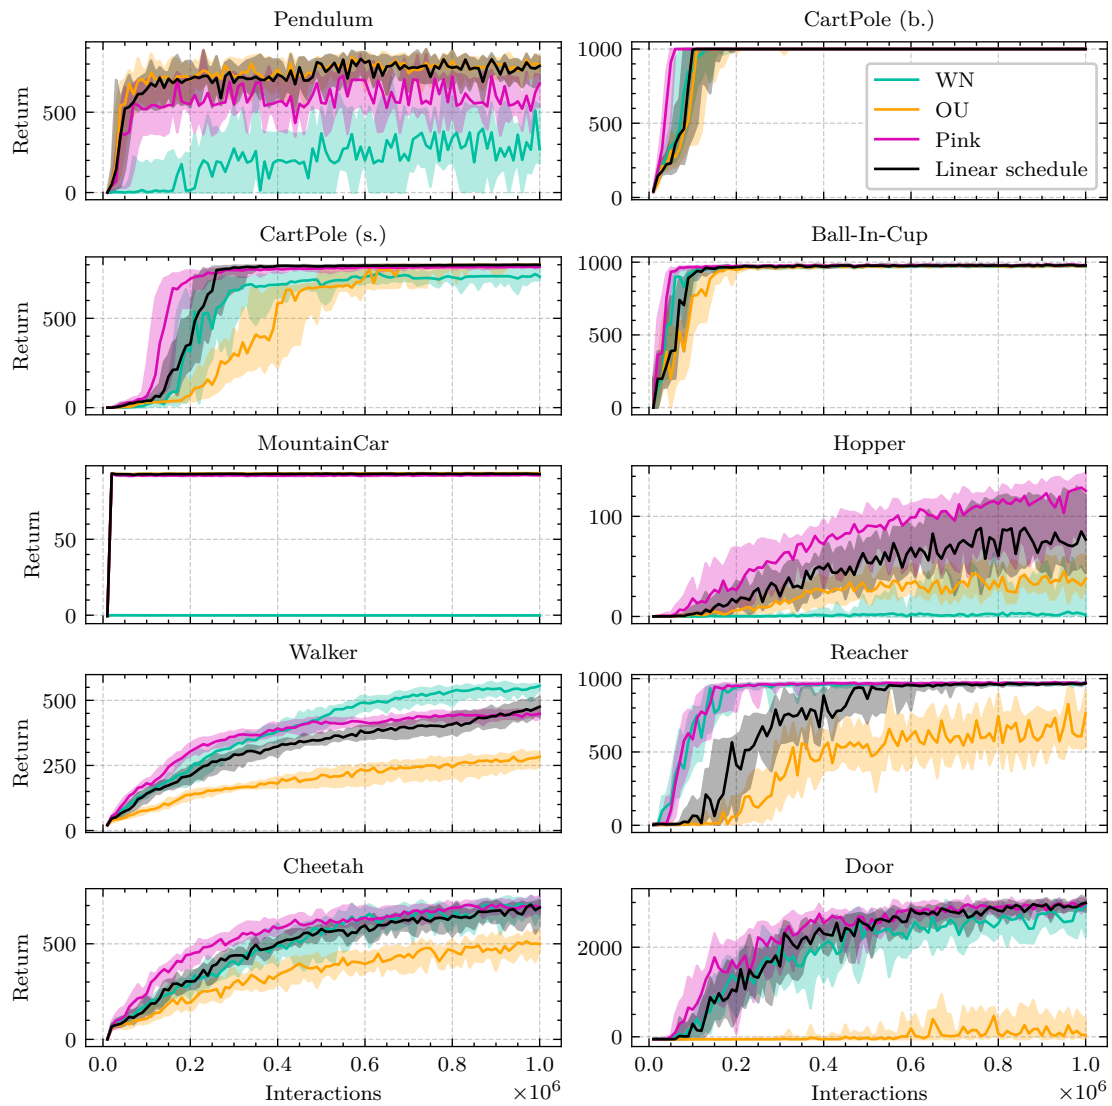 Pendulum
CartPole (b.)
Return
500
0
1000
500
0
WN
OU
Pink
Linear schedule
CartPole (s.)
Ball-In-Cup
Return
500
0
1000
500
0
MountainCar
Hopper
Return
50
0
100
0
Walker
Reacher
Return
500
250
0
1000
500
0
Cheetah
Door
Return
500
0
2000
0
0.0 0.2 0.4 0.6 0.8 1.0
0.0 0.2 0.4 0.6 0.8 1.0
Interactions ×10⁶
Interactions ×10⁶